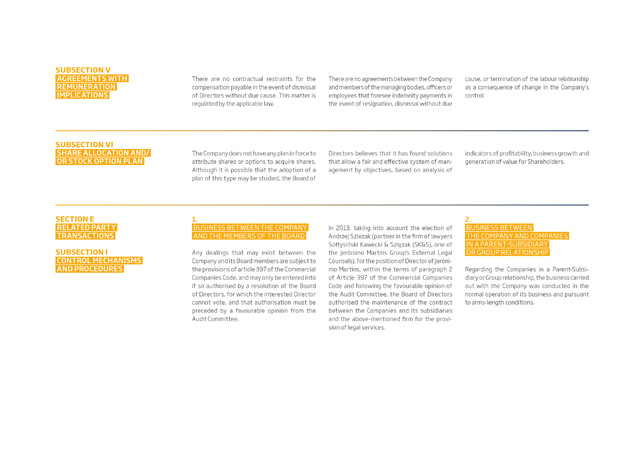 SUBSECTION V
AGREEMENTS WITH
REMUNERATION
IMPLICATIONS
There are no contractual restraints for the
compensation payable in the event of dismissal
of Directors without due cause. This matter is
regulated by the applicable law.
There are no agreements between the Company
and members of the managing bodies, officers or
employees that foresee indemnity payments in
the event of resignation, dismissal without due
cause, or termination of the labour relationship
as a consequence of change in the Company's
control.
SUBSECTION VI
SHARE ALLOCATION AND/
OR STOCK OPTION PLAN
The Company does not have any plan in force to
attribute shares or options to acquire shares.
Although it is possible that the adoption of a
plan of this type may be studied, the Board of
Directors believes that it has found solutions
that allow a fair and effective system of man-
agement by objectives, based on analysis of
indicators of profitability, business growth and
generation of value for Shareholders.
SECTION E
RELATED PARTY
TRANSACTIONS
SUBSECTION I
CONTROL MECHANISMS
AND PROCEDURES
1.
BUSINESS BETWEEN THE COMPANY
AND THE MEMBERS OF THE BOARD
Any dealings that may exist between the
Company and its Board members are subject to
the provisions of article 397 of the Commercial
Companies Code, and may only be entered into
if so authorised by a resolution of the Board
of Directors, for which the interested Director
cannot vote, and that authorisation must be
preceded by a favourable opinion from the
Audit Committee.
In 2013, taking into account the election of
Andrzej Szlezak (partner in the firm of lawyers
Sołtysiński Kawecki & Szlęzak (SK&S), one of
the Jerónimo Martins Group's External Legal
Counsels), for the position of Director of Jeróni-
mo Martins, within the terms of paragraph 2
of Article 397 of the Commercial Companies
Code and following the favourable opinion of
the Audit Committee, the Board of Directors
authorised the maintenance of the contract
between the Companies and its subsidiaries
and the above-mentioned firm for the provi-
sion of legal services.
2.
BUSINESS BETWEEN
THE COMPANY AND COMPANIES
IN A PARENT-SUBSIDIARY
OR GROUP RELATIONSHIP
Regarding the Companies in a Parent-Subsi-
diary or Group relationship, the business carried
out with the Company was conducted in the
normal operation of its business and pursuant
to arms-length conditions.